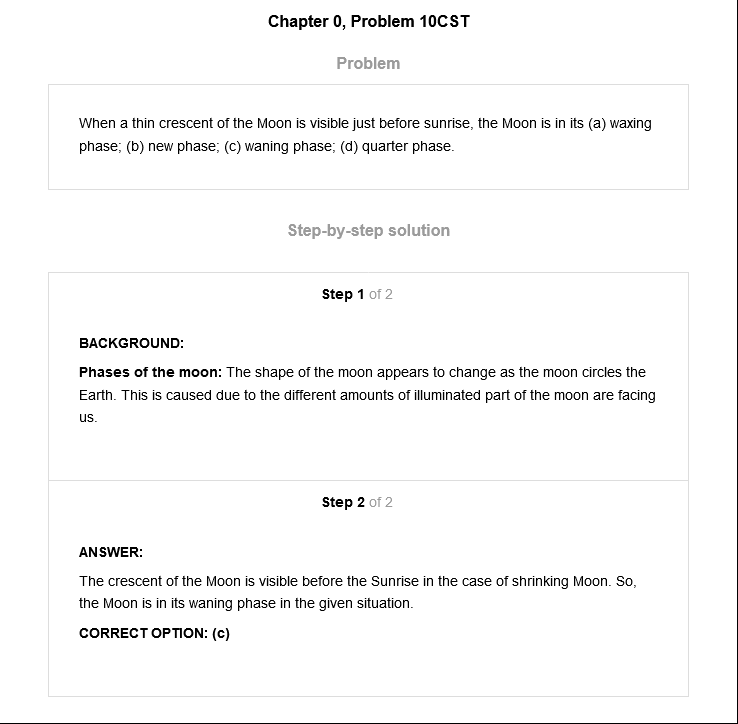 Chapter 0, Problem 10CST
Problem
When a thin crescent of the Moon is visible just before sunrise, the Moon is in its (a) waxing
phase; (b) new phase; (c) waning phase; (d) quarter phase.
Step-by-step solution
Step 1 of 2
BACKGROUND:
Phases of the moon: The shape of the moon appears to change as the moon circles the
Earth. This is caused due to the different amounts of illuminated part of the moon are facing
us.
Step 2 of 2
ANSWER:
The crescent of the Moon is visible before the Sunrise in the case of shrinking Moon. So,
the Moon is in its waning phase in the given situation.
CORRECT OPTION: (c)